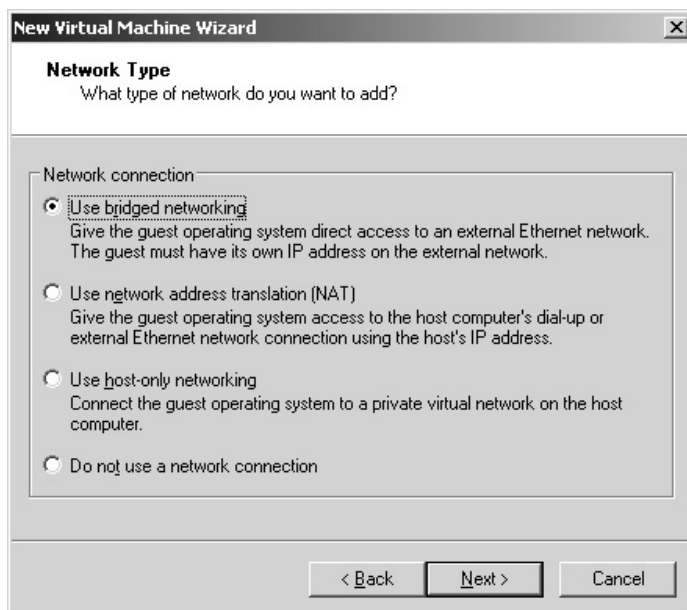 New Virtual Machine Wizard
Network Type
What type of network do you want to add?
Network connection
Use bridged networking
Give the guest operating system direct access to an external Ethernet network.
The guest must have its own IP address on the external network.
Use network address translation (NAT)
Give the guest operating system access to the host computer's dial-up or
external Ethernet network connection using the host's IP address.
Use host-only networking
Connect the guest operating system to a private virtual network on the host
computer.
Do not use a network connection
< Back Next > Cancel